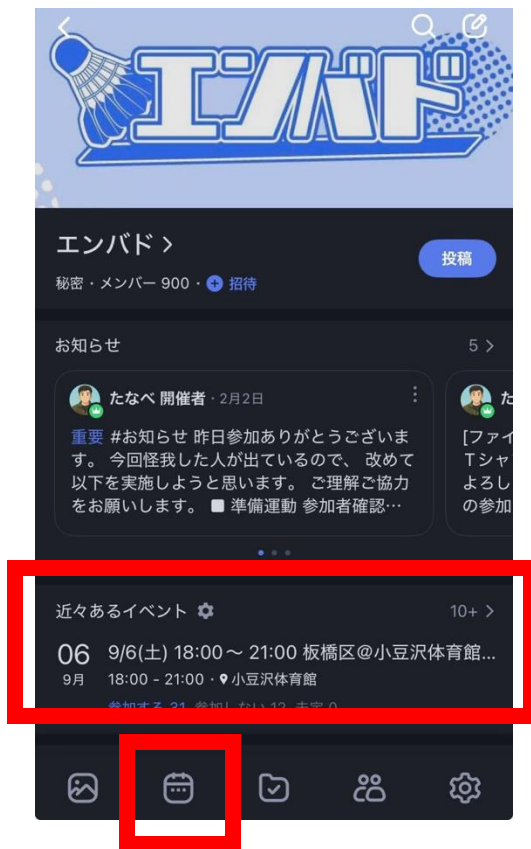 エンバド
エンバド >
投稿
秘密・メンバー 900・+ 招待
お知らせ
5 >
たなべ 開催者・2月2日
重要 #お知らせ 昨日参加ありがとうございま
す。 今回怪我した人が出ているので、 改めて
以下を実施しようと思います。 ご理解ご協力
をお願いします。 ■ 準備運動 参加者確認…
た
[ファイ
Tシャ
よろし
の参加
近々あるイベント
10+ >
06
9月
9/6(土) 18:00～ 21:00 板橋区@小豆沢体育館...
18:00 - 21:00・小豆沢体育館
参加する 31 参加しない 12 未定 0